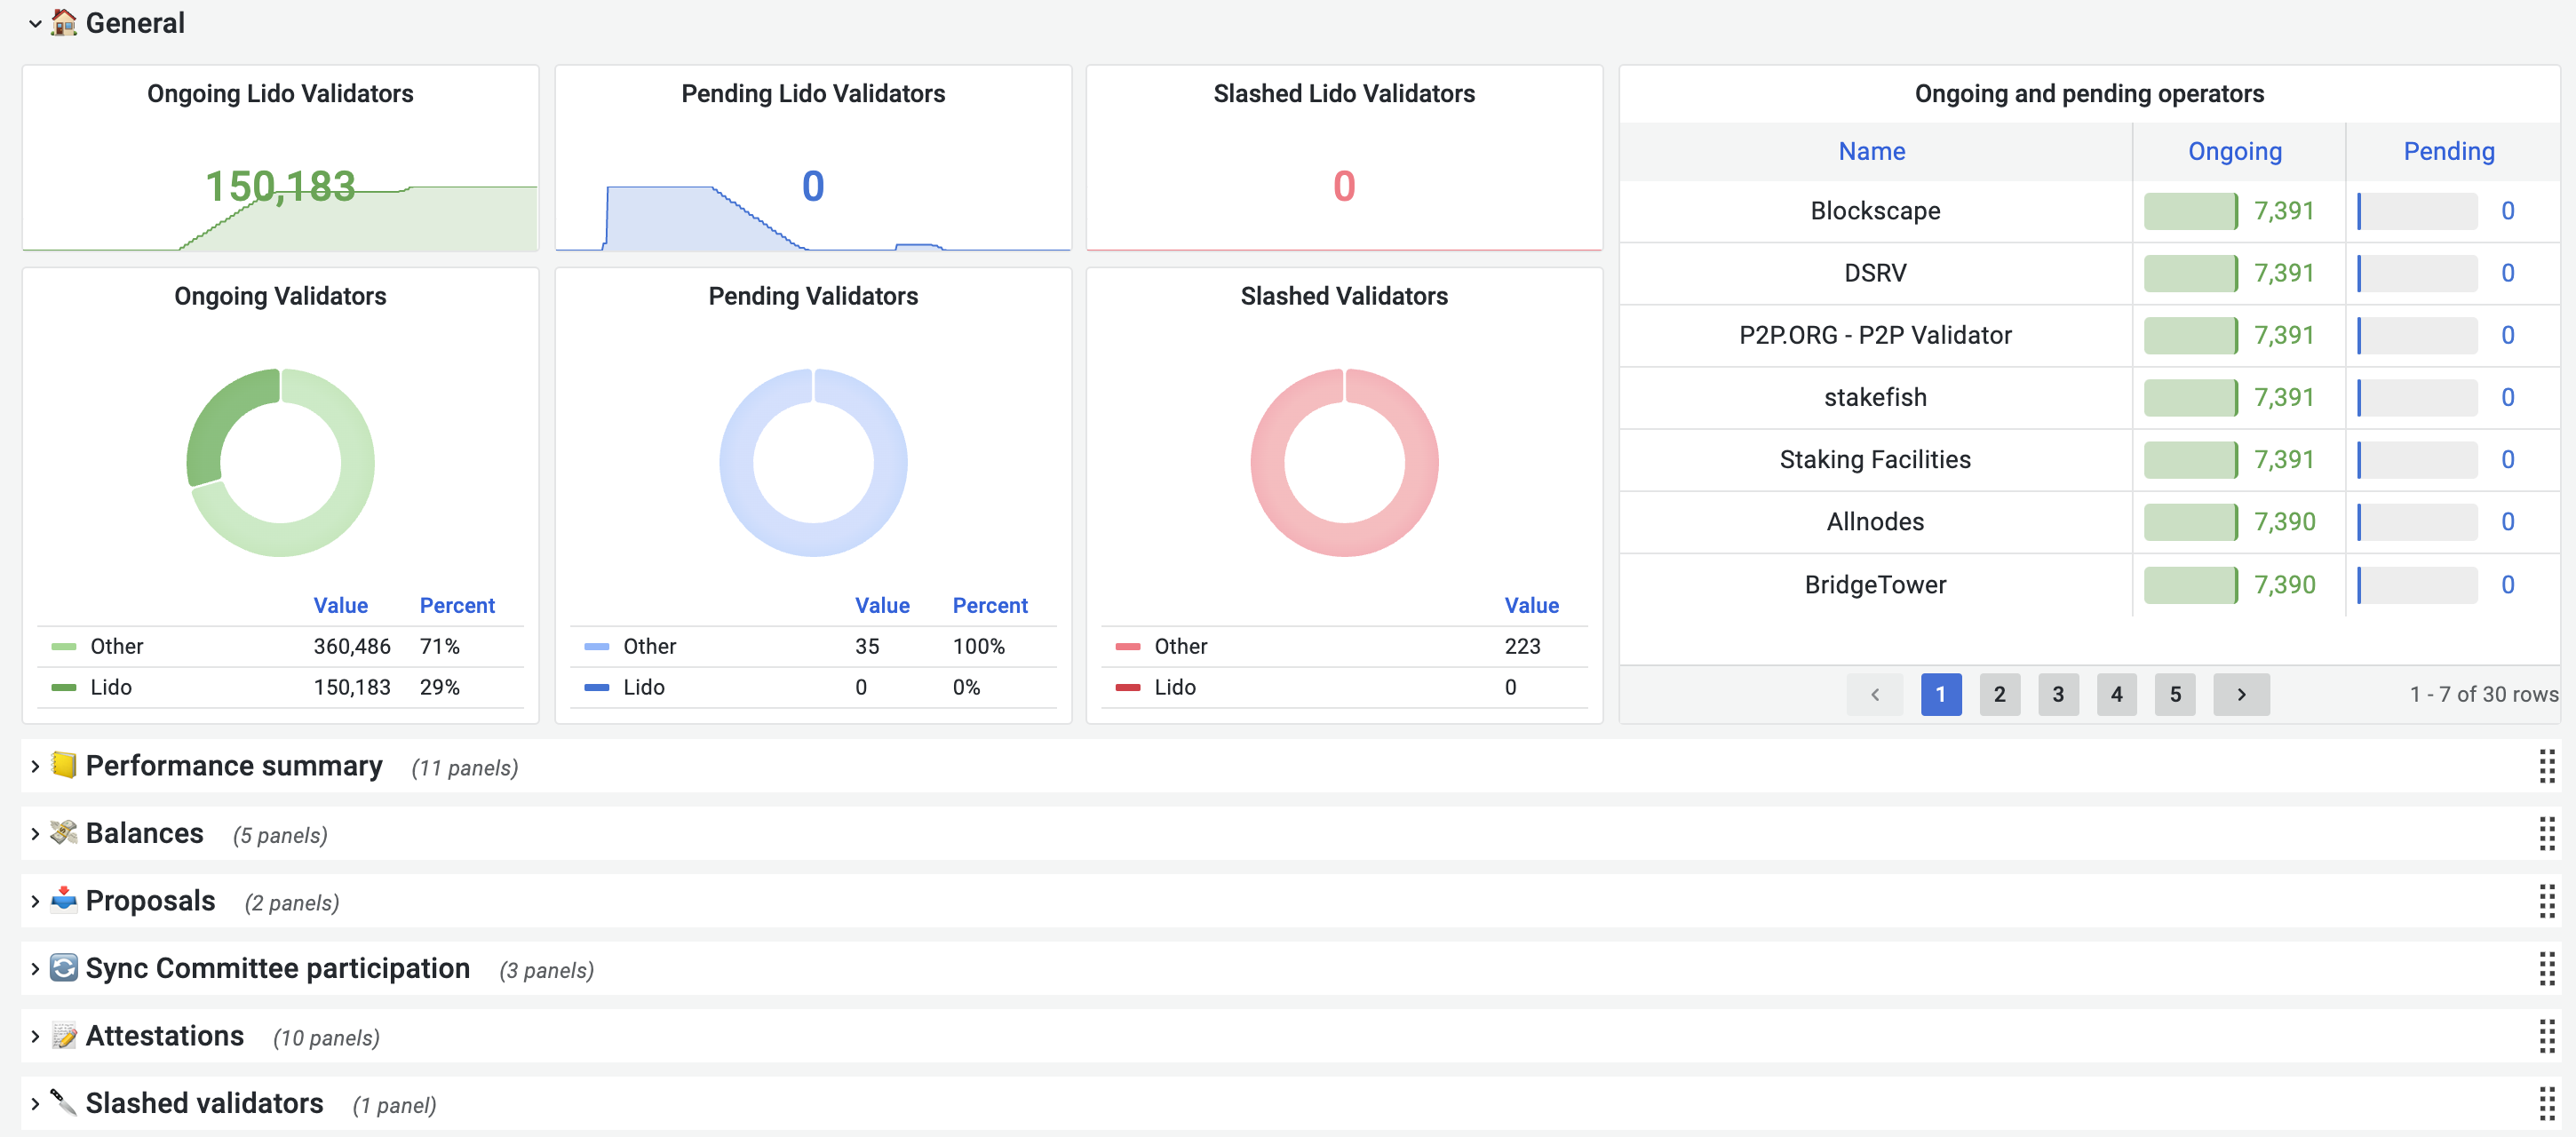 General
Ongoing Lido Validators
150,183
Pending Lido Validators
0
Slashed Lido Validators
0
Ongoing Validators
Value Percent
Other 360,486 71%
Lido 150,183 29%
Pending Validators
Value Percent
Other 35 100%
Lido 0 0%
Slashed Validators
Value
Other 223
Lido 0
Ongoing and pending operators
Name Ongoing Pending
Blockscape 7,391 0
DSRV 7,391 0
P2P.ORG - P2P Validator 7,391 0
stakefish 7,391 0
Staking Facilities 7,391 0
Allnodes 7,390 0
BridgeTower 7,390 0
1 2 3 4 5 1 - 7 of 30 rows
Performance summary (11 panels)
Balances (5 panels)
Proposals (2 panels)
Sync Committee participation (3 panels)
Attestations (10 panels)
Slashed validators (1 panel)